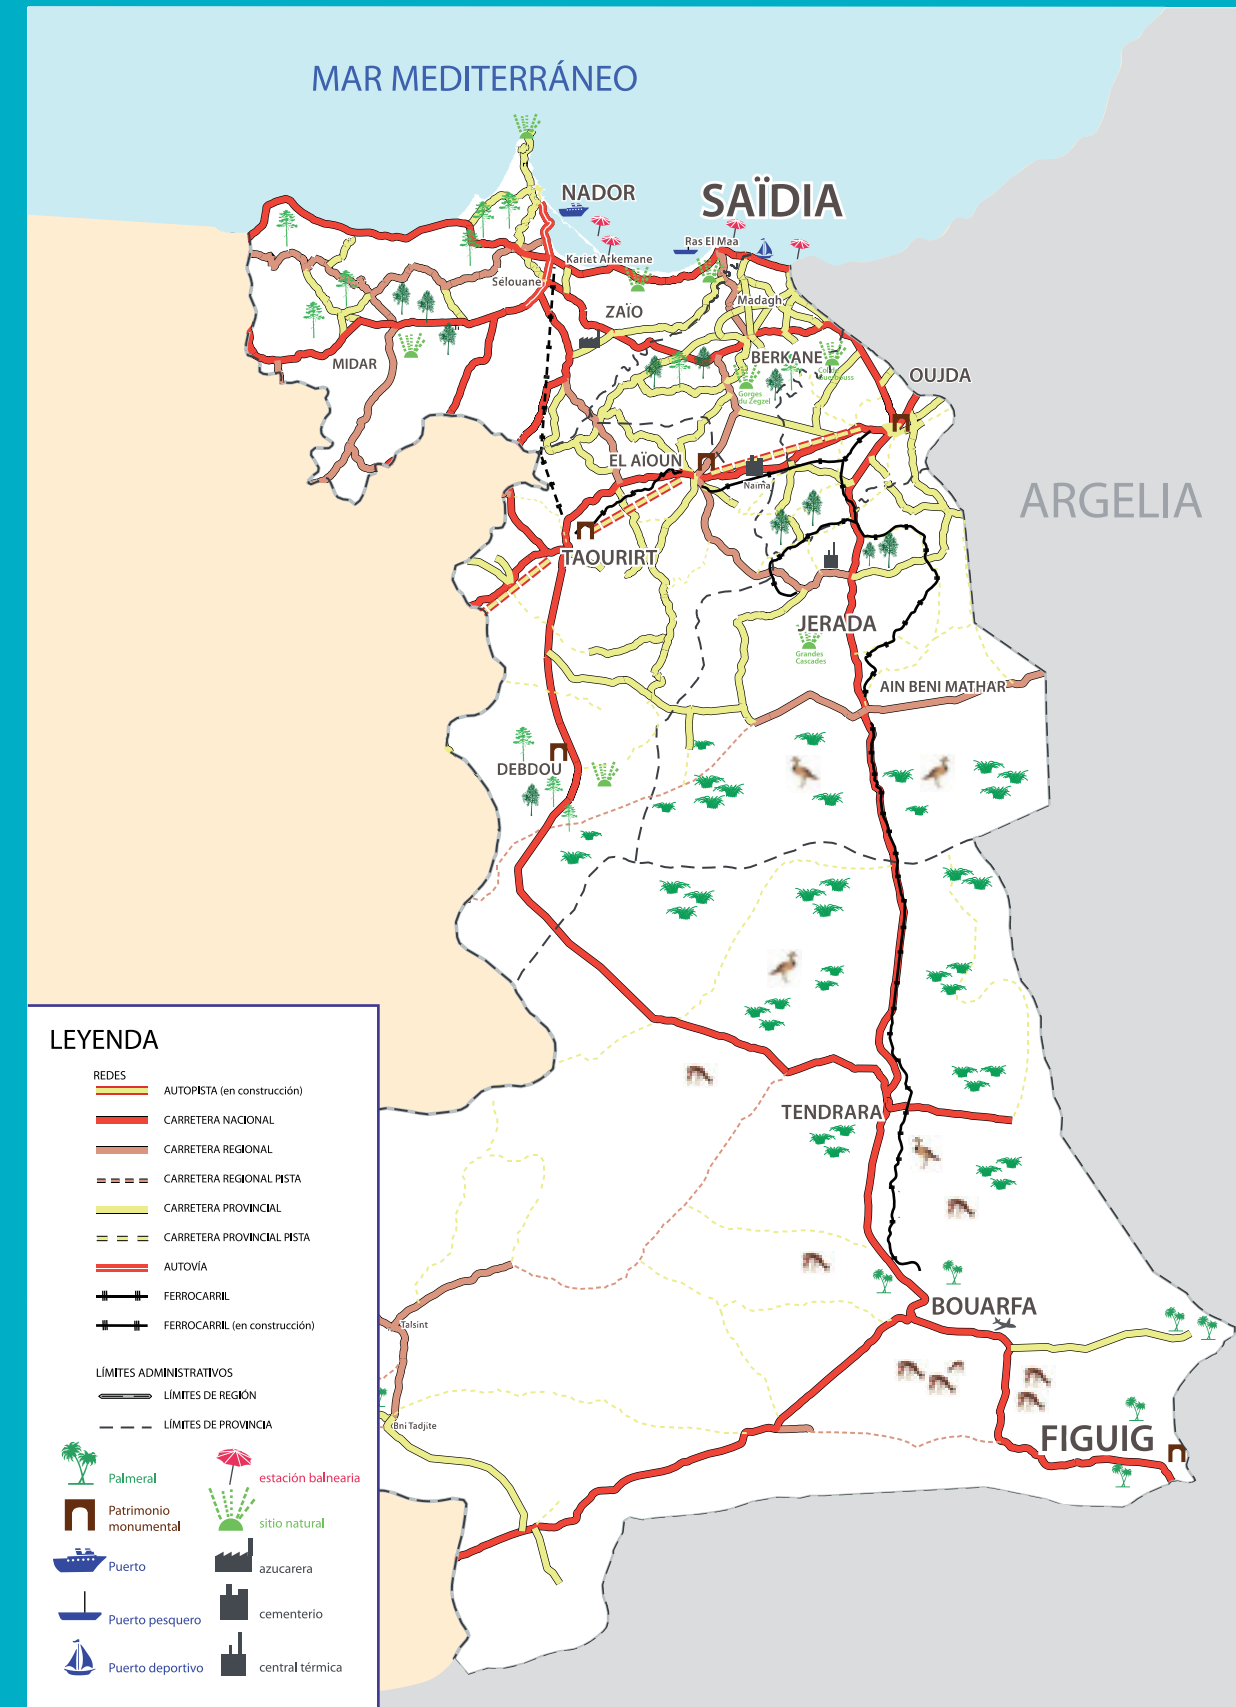 MAR MEDITERRÁNEO
NADOR
SAÏDIA
Ras El Maa
Kariet Arkemane
Sélouane
ZAÏO
Madagh
MIDAR
BERKANE
Gorges
du Zegzel
OUJDA
EL AÏOUN
Naima
ARGELIA
TAOURIRT
JERADA
Grandes
Cascades
AIN BENI MATHAR
DEBDOU
TENDRARA
BOUARFA
Talsint
Bni Tadjite
FIGUIG
LEYENDA
REDES
AUTOPISTA (en construcción)
CARRETERA NACIONAL
CARRETERA REGIONAL
CARRETERA REGIONAL PISTA
CARRETERA PROVINCIAL
CARRETERA PROVINCIAL PISTA
AUTOVÍA
FERROCARRIL
FERROCARRIL (en construcción)
LÍMITES ADMINISTRATIVOS
LÍMITES DE REGIÓN
LÍMITES DE PROVINCIA
Palmeral
estación balnearia
Patrimonio
monumental
sitio natural
Puerto
azucarera
Puerto pesquero
cementerio
Puerto deportivo
central térmica